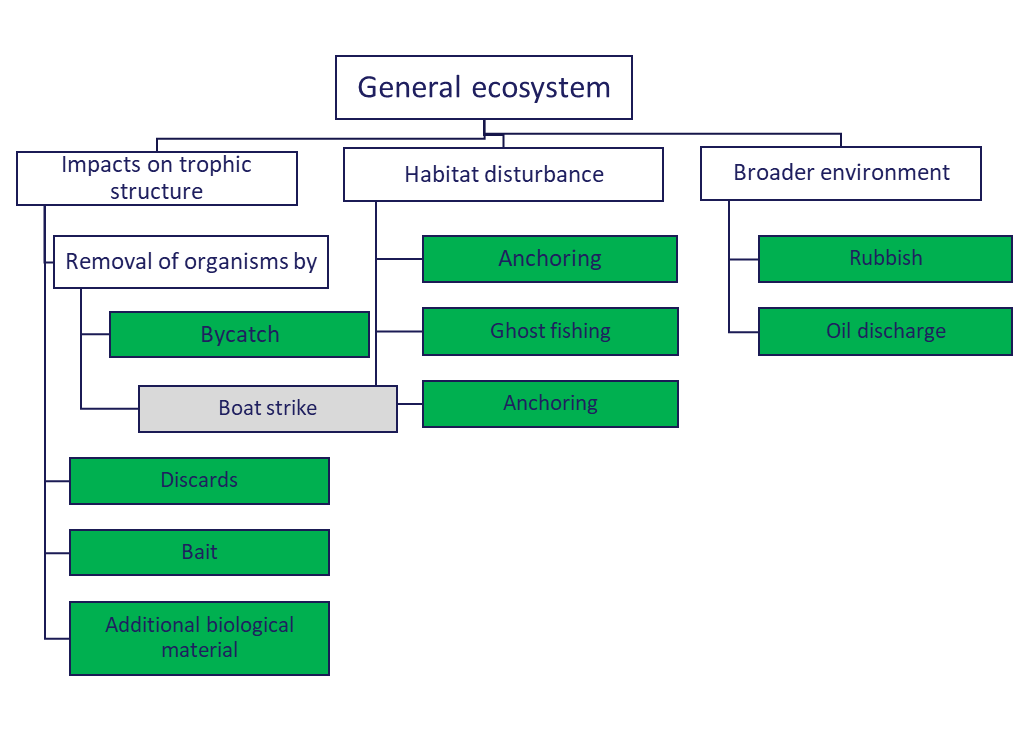 General ecosystem
Impacts on trophic
structure
Removal of organisms by
Bycatch
Boat strike
Discards
Bait
Additional biological
material
Habitat disturbance
Anchoring
Ghost fishing
Anchoring
Broader environment
Rubbish
Oil discharge